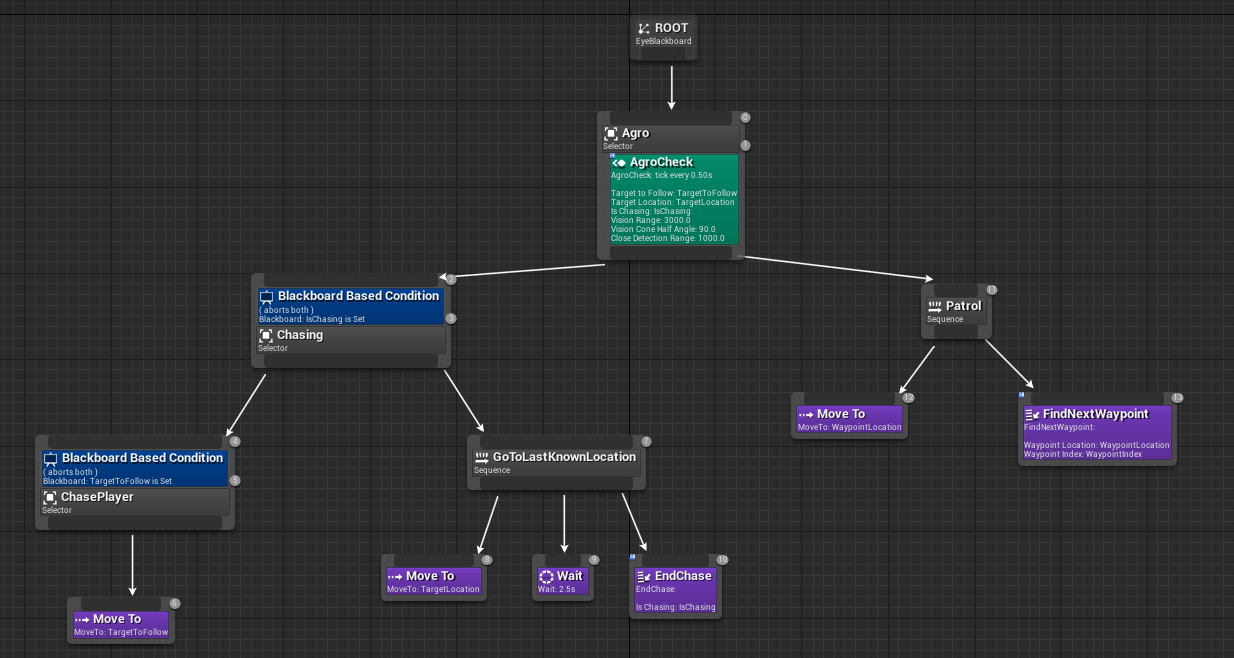 ROOT
EyeBlackboard
0
Agro
Selector
1
AgroCheck
AgroCheck: tick every 0.50s
Target to Follow: TargetToFollow
Target Location: TargetLocation
Is Chasing: IsChasing
Vision Range: 3000.0
Vision Cone Half Angle: 90.0
Close Detection Range: 1000.0
2
Blackboard Based Condition
( aborts both )
Blackboard: IsChasing is Set
3
Chasing
Selector
11
Patrol
Sequence
12
Move To
MoveTo: WaypointLocation
13
FindNextWaypoint
FindNextWaypoint:
Waypoint Location: WaypointLocation
Waypoint Index: WaypointIndex
4
Blackboard Based Condition
( aborts both )
Blackboard: TargetToFollow is Set
5
ChasePlayer
Selector
7
GoToLastKnownLocation
Sequence
8
Move To
MoveTo: TargetLocation
9
Wait
Wait: 2.5s
10
EndChase
EndChase:
Is Chasing: IsChasing
6
Move To
MoveTo: TargetToFollow